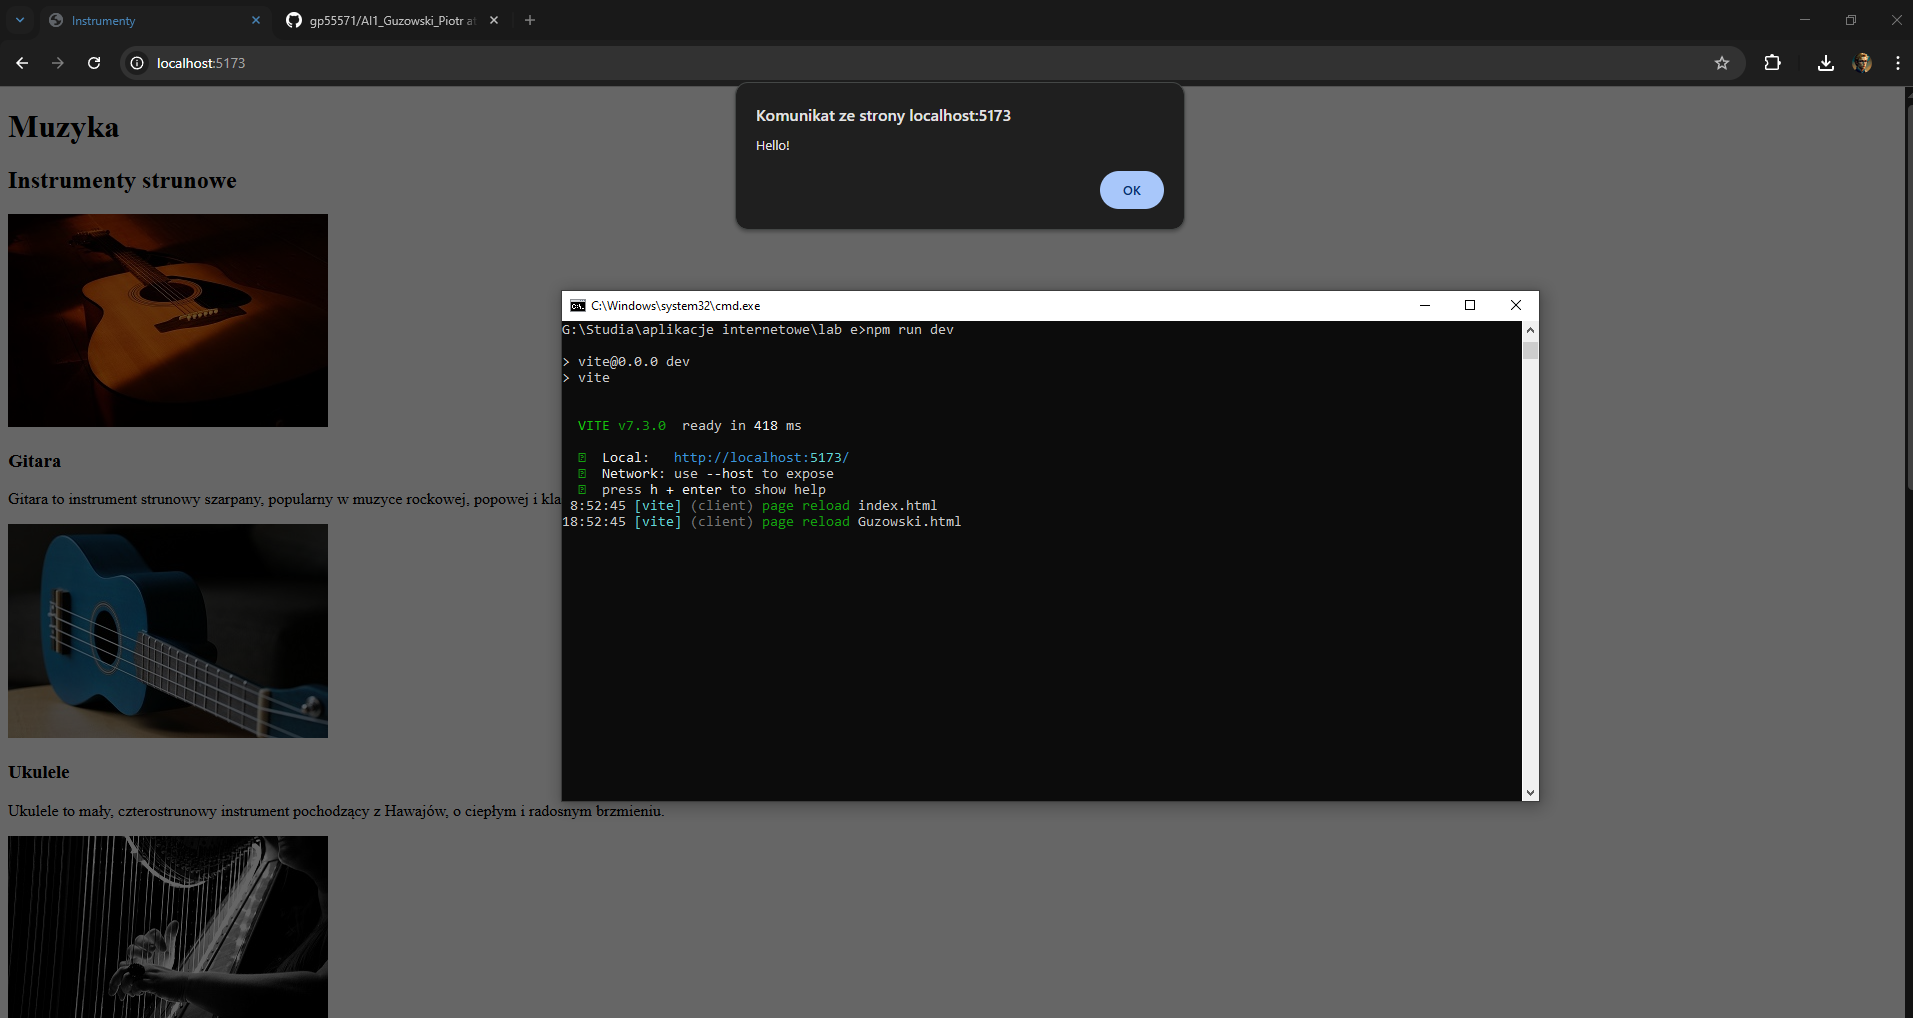 Instrumenty
gp55571/AI1_Guzowski_Piotr
localhost:5173
Komunikat ze strony localhost:5173
Hello!
OK
Muzyka
Instrumenty strunowe
Gitara
Gitara to instrument strunowy szarpany, popularny w muzyce rockowej, popowej i
Ukulele
Ukulele to mały, czterostrunowy instrument pochodzący z Hawajów, o ciepłym i radosnym brzmieniu.
C:\Windows\system32\cmd.exe
G:\Studia\aplikacje internetowe\lab e>npm run dev
> vite@0.0.0 dev
> vite
VITE v7.3.0 ready in 418 ms
Local: http://localhost:5173/
Network: use --host to expose
press h + enter to show help
8:52:45 [vite] (client) page reload index.html
18:52:45 [vite] (client) page reload Guzowski.html